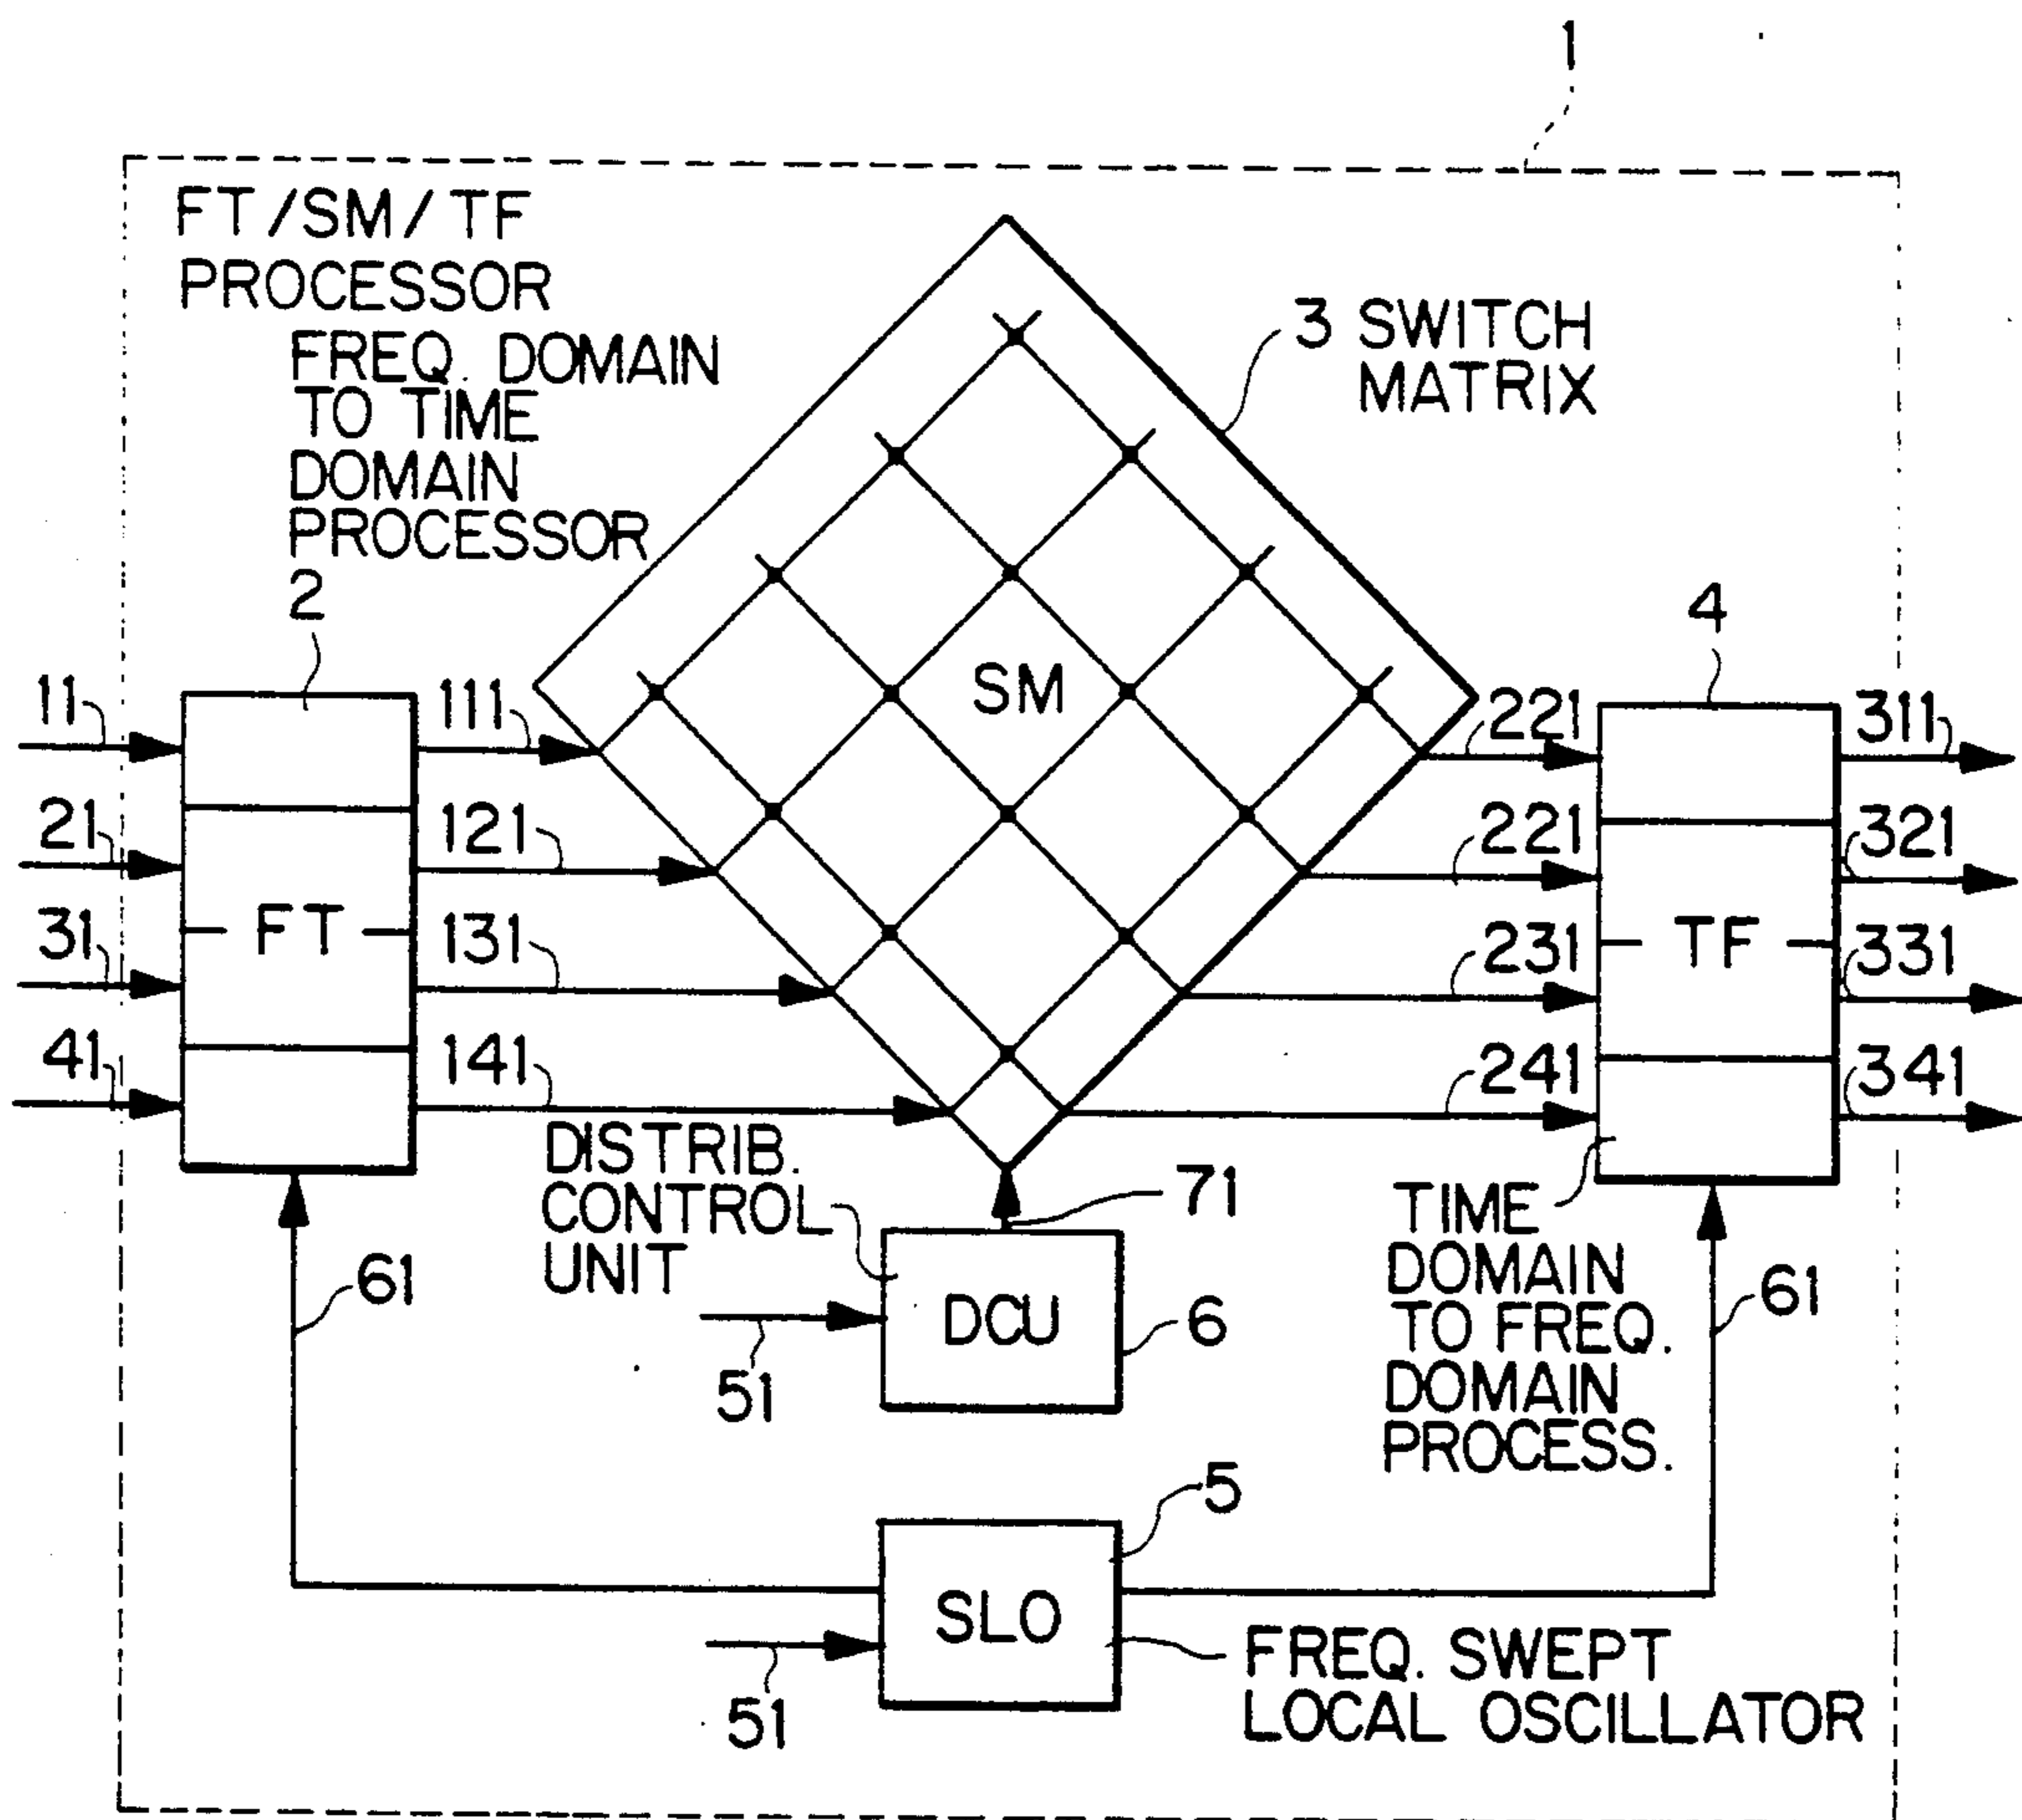 1
FT/SM/TF
PROCESSOR
FREQ. DOMAIN
TO TIME
DOMAIN
PROCESSOR
2
3 SWITCH
MATRIX
4
11
21
31
41
FT
111
121
131
141
SM
221
221
231
241
TF
311
321
331
341
DISTRIB.
CONTROL
UNIT
71
DCU
6
51
61
61
TIME
DOMAIN
TO FREQ.
DOMAIN
PROCESS.
5
SLO
51
FREQ. SWEPT
LOCAL OSCILLATOR